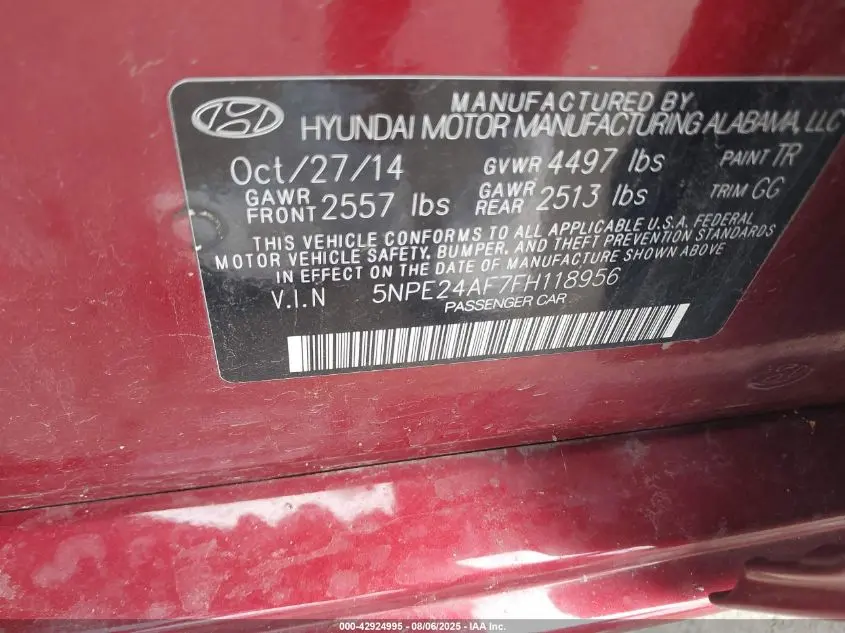 MANUFACTURED BY
HYUNDAI MOTOR MANUFACTURING ALABAMA, LLC
Oct/27/14 GVWR 4497 lbs PAINT TR
GAWR FRONT 2557 lbs GAWR REAR 2513 lbs TRIM GG
THIS VEHICLE CONFORMS TO ALL APPLICABLE U.S.A. FEDERAL
MOTOR VEHICLE SAFETY, BUMPER, AND THEFT PREVENTION STANDARDS
IN EFFECT ON THE DATE OF MANUFACTURE SHOWN ABOVE
V.I.N 5NPE24AF7FH118956
PASSENGER CAR
000-42924995 - 08/06/2025 - IAA Inc.